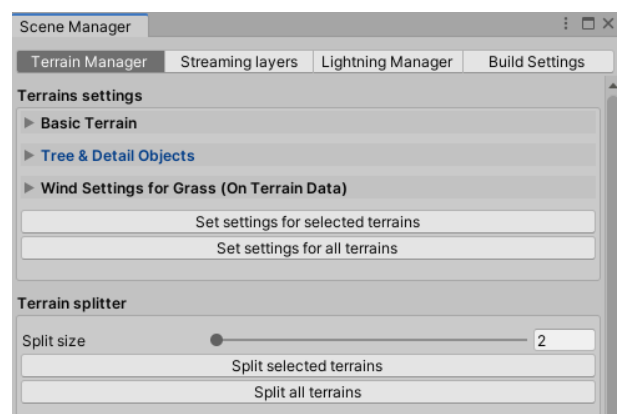 Scene Manager
Terrain Manager Streaming layers Lightning Manager Build Settings
Terrains settings
Basic Terrain
Tree & Detail Objects
Wind Settings for Grass (On Terrain Data)
Set settings for selected terrains
Set settings for all terrains
Terrain splitter
Split size 2
Split selected terrains
Split all terrains